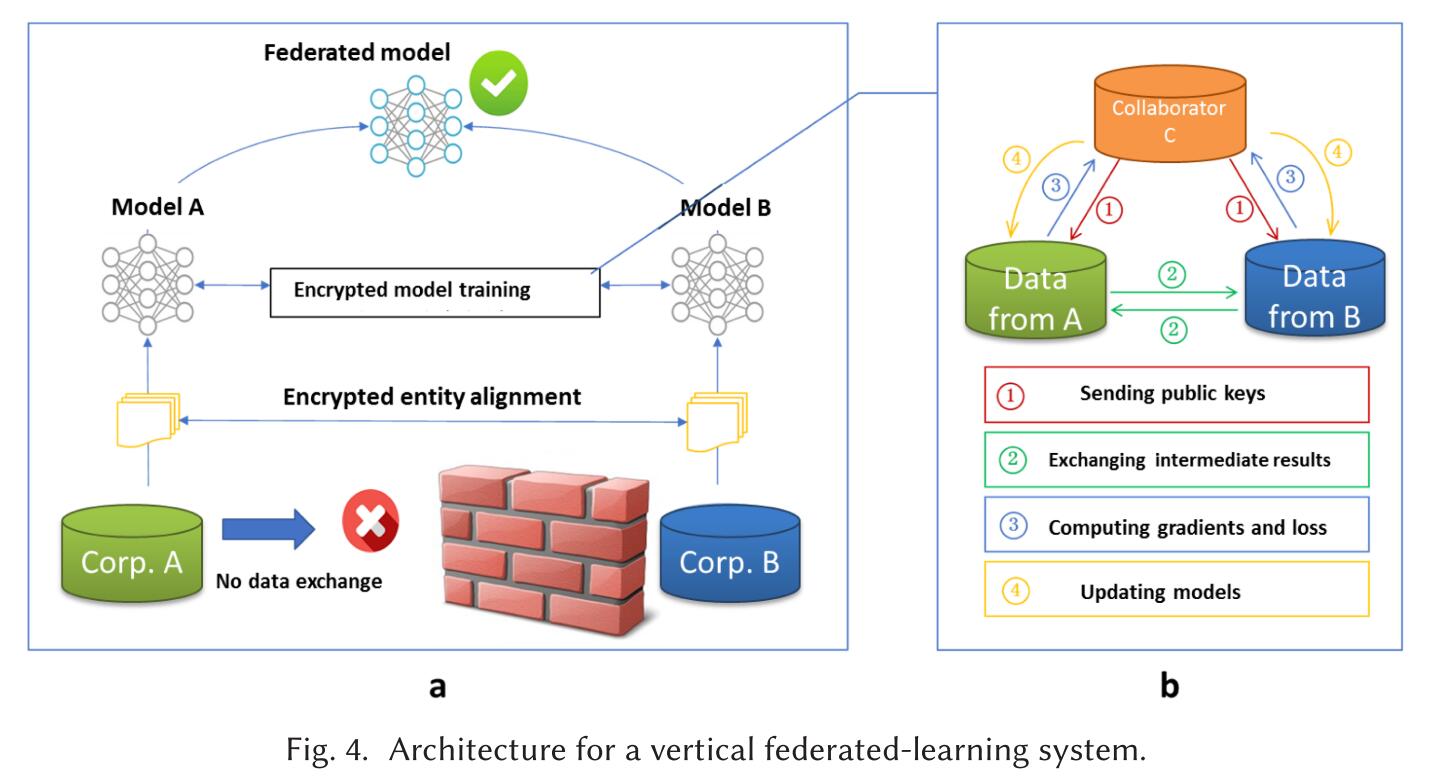 Federated model
Model A
Model B
Encrypted model training
Encrypted entity alignment
Corp. A
No data exchange
Corp. B
a
Collaborator
C
4
3
1
1
3
4
Data
from A
2
2
Data
from B
1 Sending public keys
2 Exchanging intermediate results
3 Computing gradients and loss
4 Updating models
b
Fig. 4. Architecture for a vertical federated-learning system.